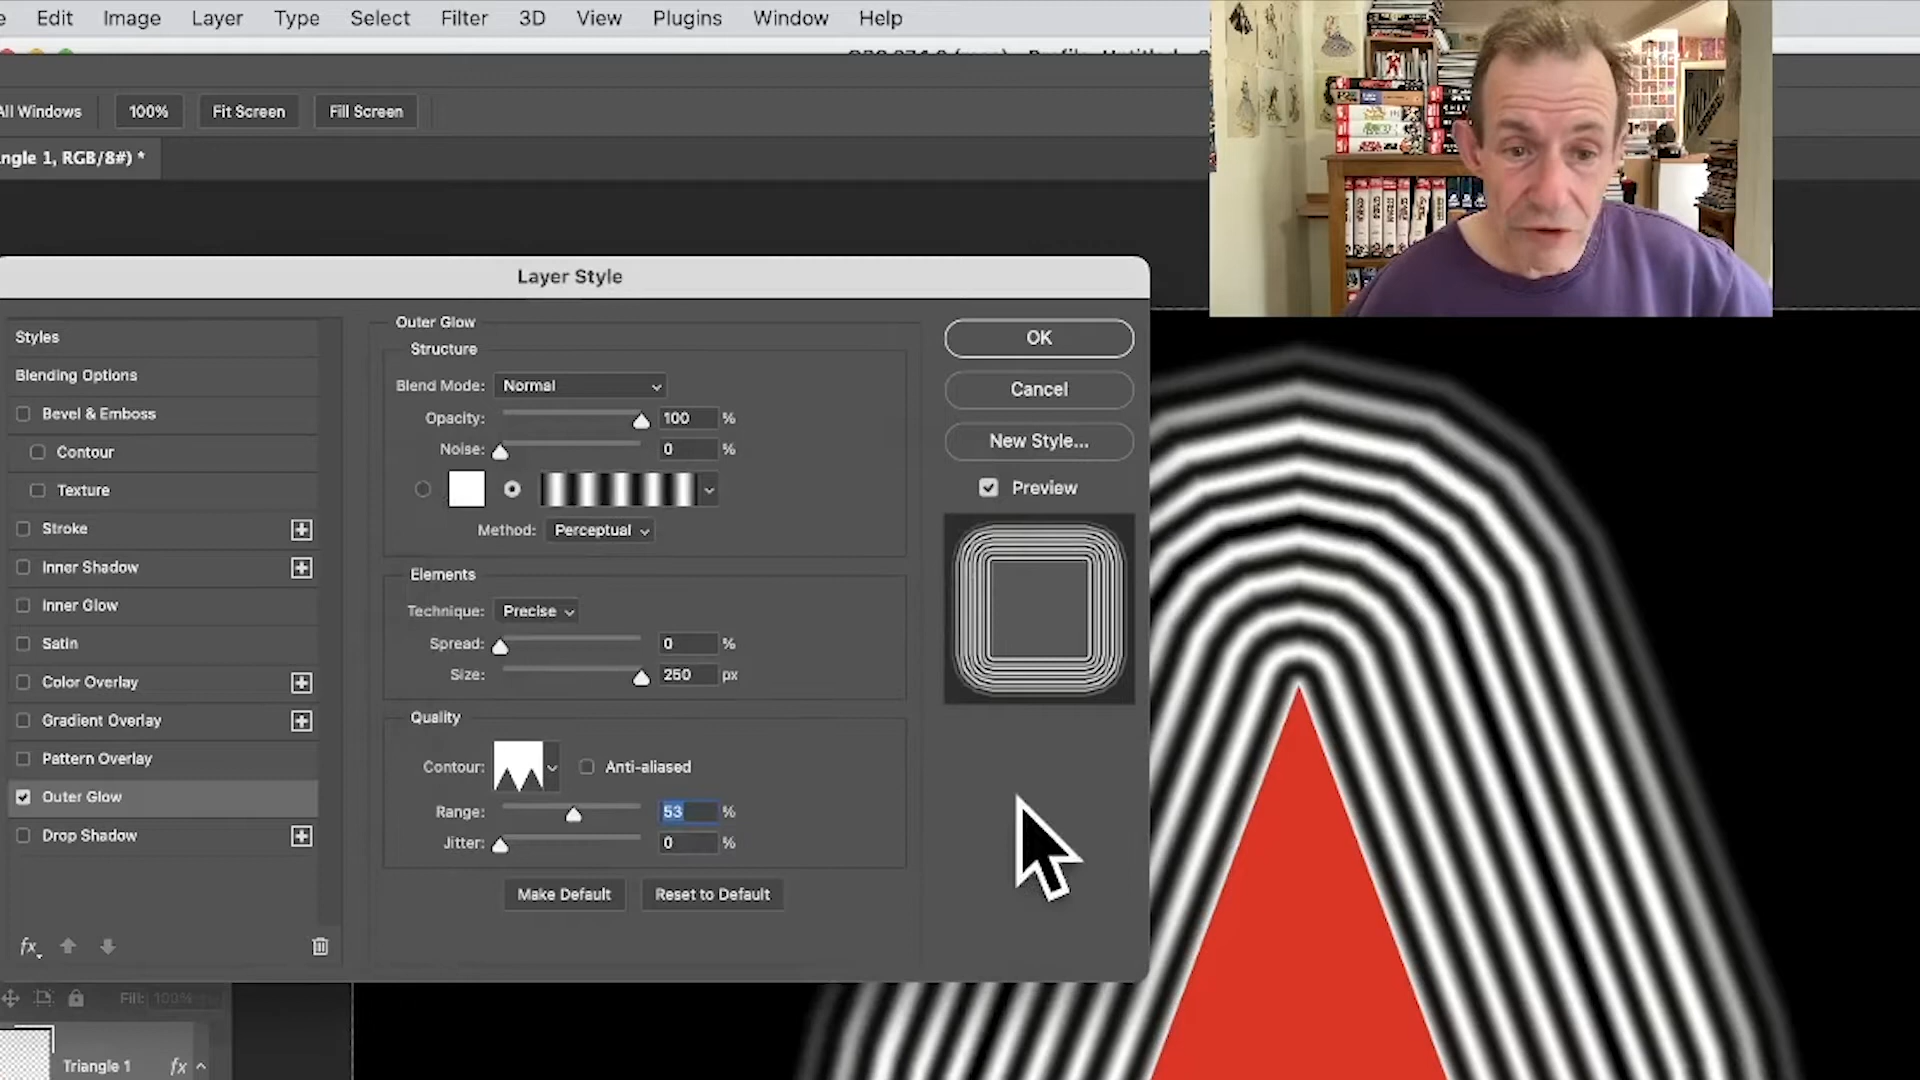 Edit Image Layer Type Select Filter 3D View Plugins Window Help
All Windows 100% Fit Screen Fill Screen
ngle 1, RGB/8#) *
Layer Style
Styles
Blending Options
Bevel & Emboss
Contour
Texture
Stroke
Inner Shadow
Inner Glow
Satin
Color Overlay
Gradient Overlay
Pattern Overlay
Outer Glow
Drop Shadow
fx
Outer Glow
Structure
Blend Mode: Normal
Opacity: 100 %
Noise: 0 %
Method: Perceptual
Elements
Technique: Precise
Spread: 0 %
Size: 250 px
Quality
Contour: Anti-aliased
Range: 53 %
Jitter: 0 %
Make Default Reset to Default
OK
Cancel
New Style...
Preview
Fill: 100%
Triangle 1 fx